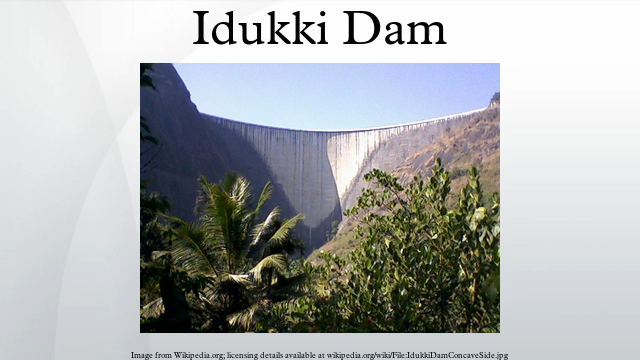 Idukki Dam
Image from Wikipedia.org; licensing details available at wikipedia.org/wiki/File:IdukkiDamConcaveSide.jpg